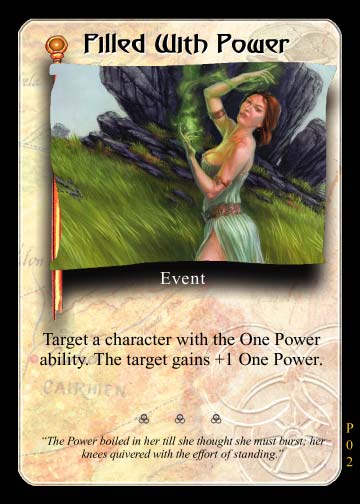 Filled With Power
Event
Target a character with the One Power
ability. The target gains +1 One Power.
CAIRHIEN
"The Power boiled in her till she thought she must burst; her
knees quivered with the effort of standing."
P
0
2